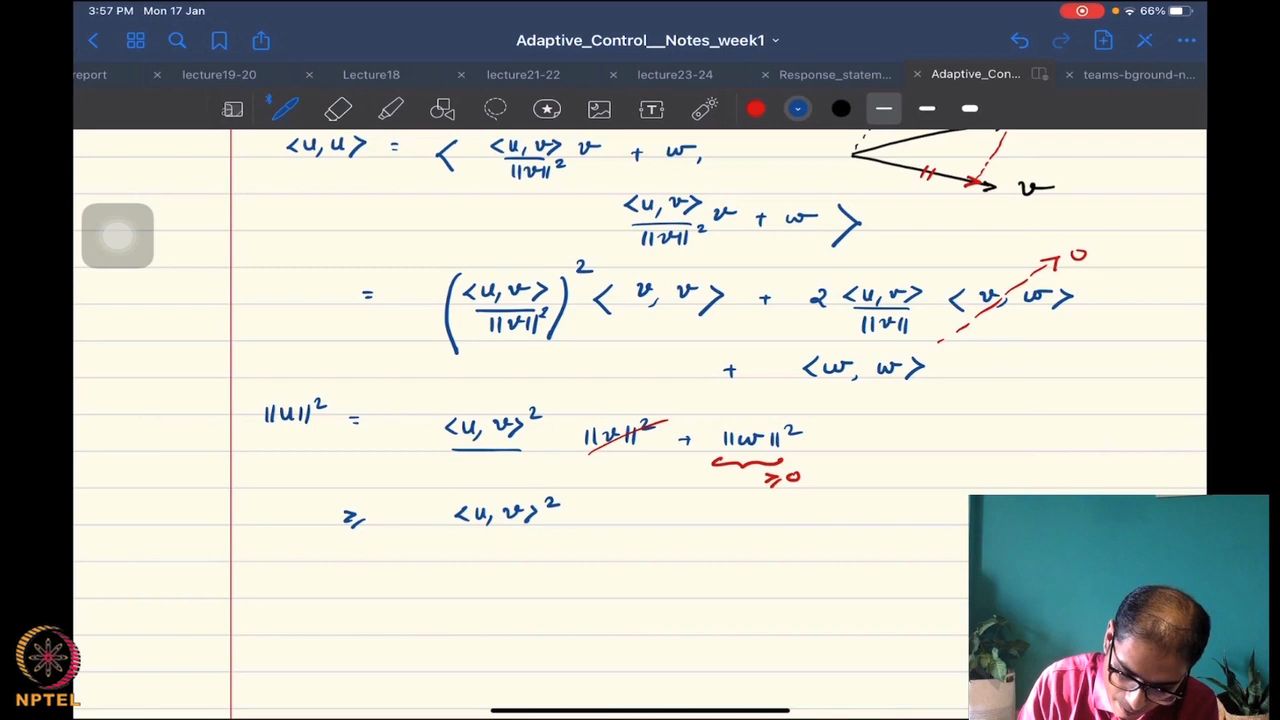 3:57 PM Mon 17 Jan 66%
Adaptive_Control__Notes_week1
report lecture19-20 Lecture18 lecture21-22 lecture23-24 Response_statem... Adaptive_Con... teams-bground-n...
<u, u> = < <u, v>/||v||² v + w,
<u, v>/||v||² v + w >
= (<u, v>/||v||²)² < v, v > + 2 <u, v>/||v|| < v, w > → 0
+ <w, w>
||u||² = <u, v>² ||v||² + ||w||²
≥ 0
≥ <u, v>²
v
NPTEL